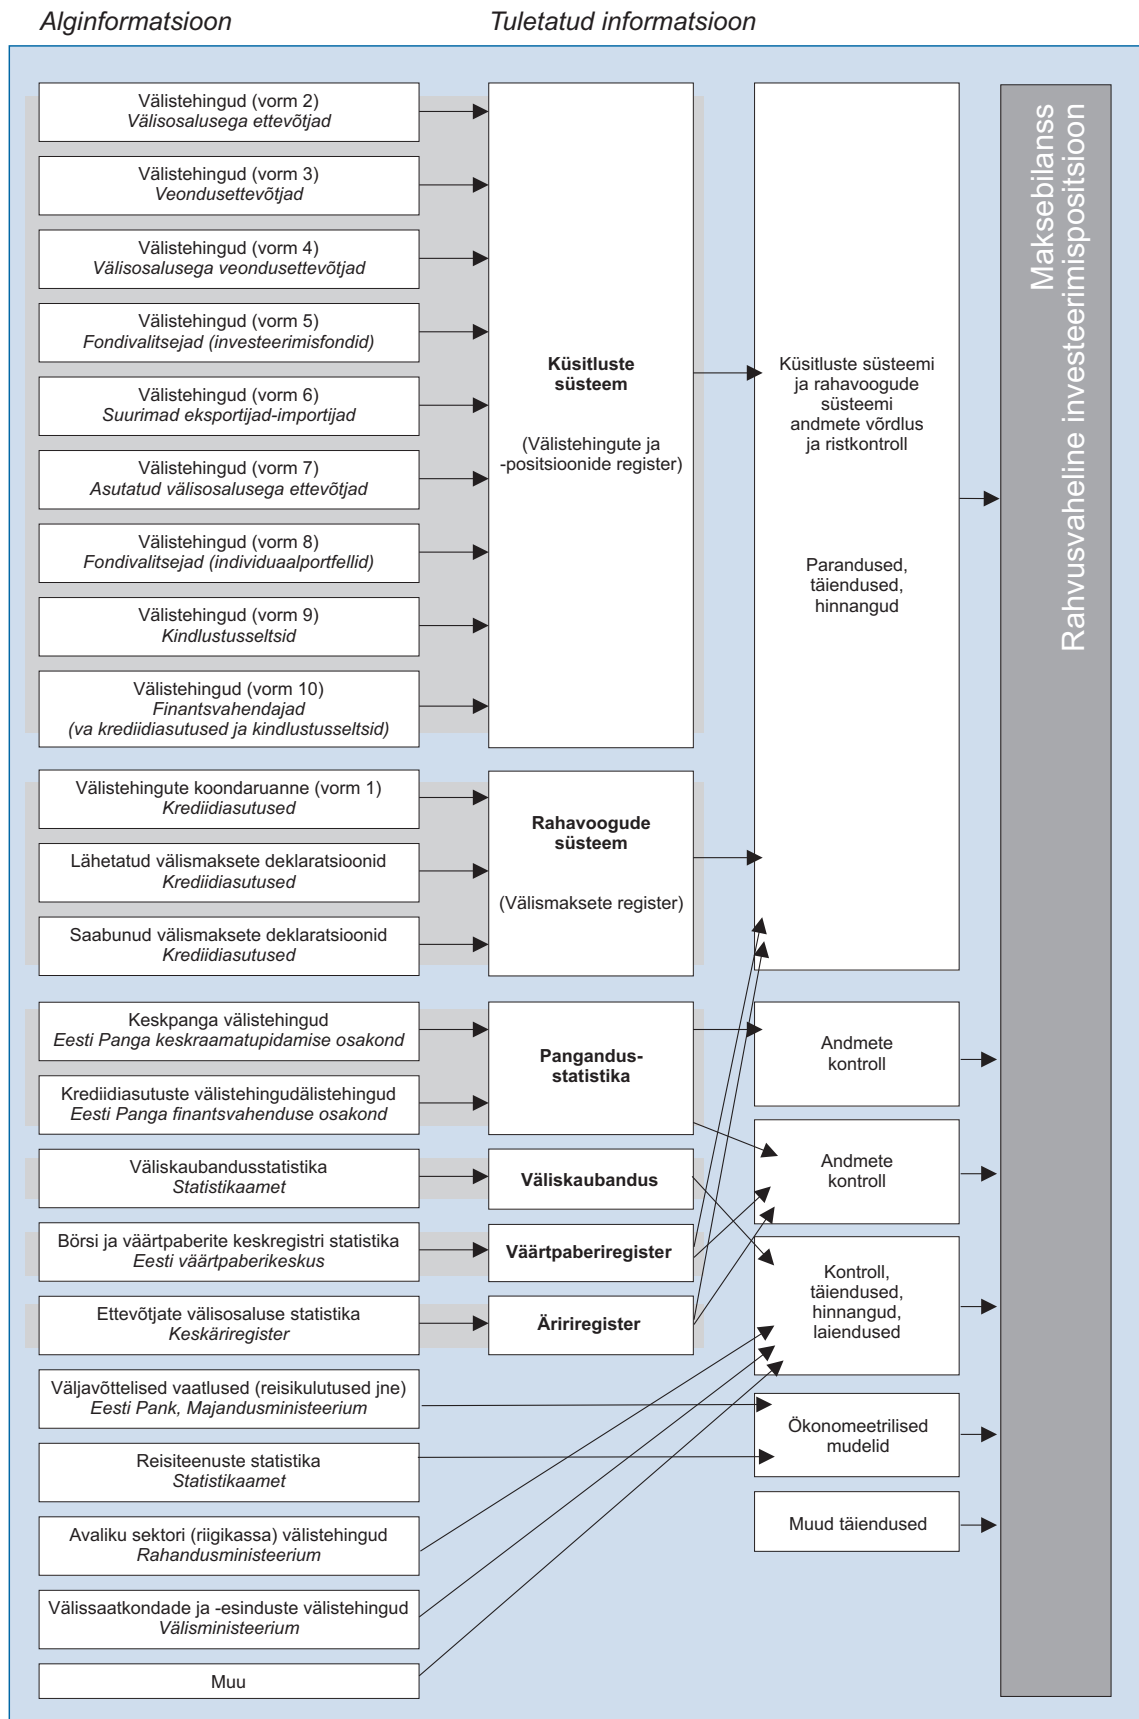 Alginformatsioon
Tuletatud informatsioon
Välistehingud (vorm 2)
Välisosalusega ettevõtjad
Välistehingud (vorm 3)
Veondusettevõtjad
Välistehingud (vorm 4)
Välisosalusega veondusettevõtjad
Välistehingud (vorm 5)
Fondivalitsejad (investeerimisfondid)
Välistehingud (vorm 6)
Suurimad eksportijad-importijad
Välistehingud (vorm 7)
Asutatud välisosalusega ettevõtjad
Välistehingud (vorm 8)
Fondivalitsejad (individuaalportfellid)
Välistehingud (vorm 9)
Kindlustusseltsid
Välistehingud (vorm 10)
Finantsvahendajad
(va krediidiasutused ja kindlustusseltsid)
Välistehingute koondaruanne (vorm 1)
Krediidiasutused
Lähetatud välismaksete deklaratsioonid
Krediidiasutused
Saabunud välismaksete deklaratsioonid
Krediidiasutused
Keskpanga välistehingud
Eesti Panga keskraamatupidamise osakond
Krediidiasutuste välistehingudälistehingud
Eesti Panga finantsvahenduse osakond
Väliskaubandusstatistika
Statistikaamet
Börsi ja väärtpaberite keskregistri statistika
Eesti väärtpaberikeskus
Ettevõtjate välisosaluse statistika
Keskäriregister
Väljavõttelised vaatlused (reisikulutused jne)
Eesti Pank, Majandusministeerium
Reisiteenuste statistika
Statistikaamet
Avaliku sektori (riigikassa) välistehingud
Rahandusministeerium
Välissaatkondade ja -esinduste välistehingud
Välisministeerium
Muu
Küsitluste
süsteem
(Välistehingute ja
-positsioonide register)
Rahavoogude
süsteem
(Välismaksete register)
Pangandus-
statistika
Väliskaubandus
Väärtpaberiregister
Äririregister
Küsitluste süsteemi
ja rahavoogude
süsteemi
andmete võrdlus
ja ristkontroll
Parandused,
täiendused,
hinnangud
Andmete
kontroll
Andmete
kontroll
Kontroll,
täiendused,
hinnangud,
laiendused
Ökonomeetrilised
mudelid
Muud täiendused
Maksebilanss
Rahvusvaheline investeerimispositsioon